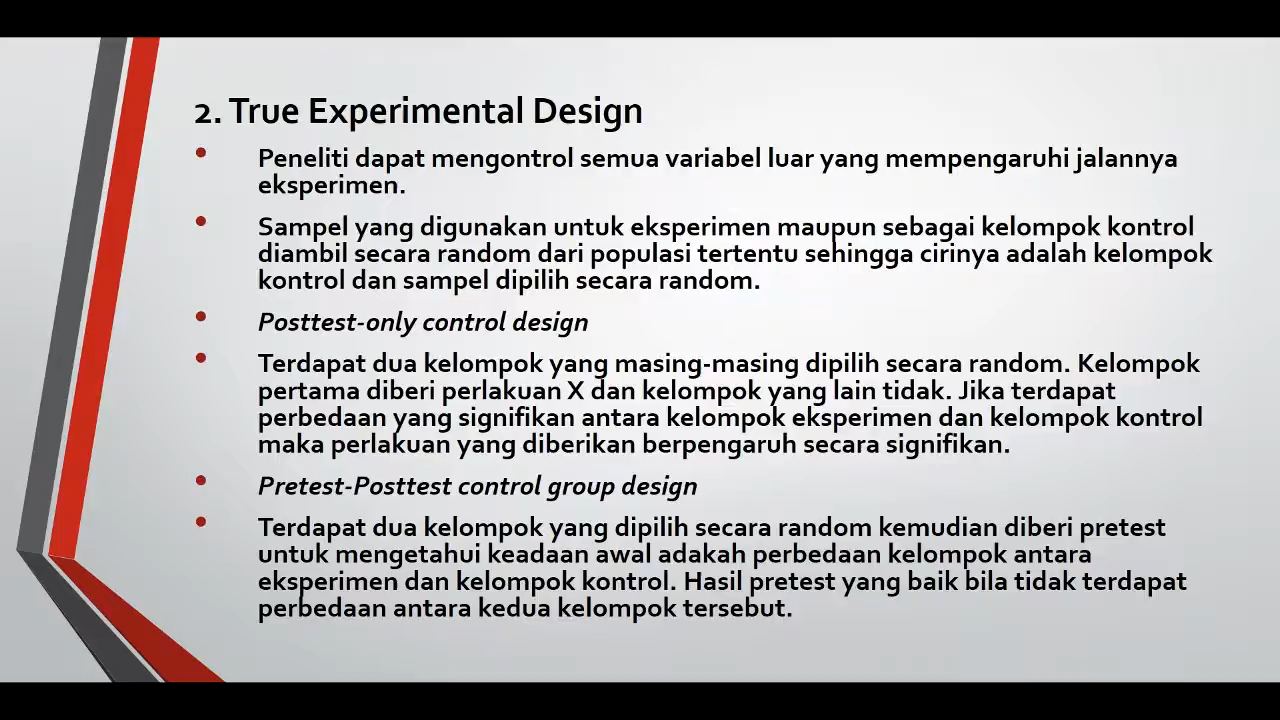 2. True Experimental Design
• Peneliti dapat mengontrol semua variabel luar yang mempengaruhi jalannya
eksperimen.
• Sampel yang digunakan untuk eksperimen maupun sebagai kelompok kontrol
diambil secara random dari populasi tertentu sehingga cirinya adalah kelompok
kontrol dan sampel dipilih secara random.
• Posttest-only control design
• Terdapat dua kelompok yang masing-masing dipilih secara random. Kelompok
pertama diberi perlakuan X dan kelompok yang lain tidak. Jika terdapat
perbedaan yang signifikan antara kelompok eksperimen dan kelompok kontrol
maka perlakuan yang diberikan berpengaruh secara signifikan.
• Pretest-Posttest control group design
• Terdapat dua kelompok yang dipilih secara random kemudian diberi pretest
untuk mengetahui keadaan awal adakah perbedaan kelompok antara
eksperimen dan kelompok kontrol. Hasil pretest yang baik bila tidak terdapat
perbedaan antara kedua kelompok tersebut.